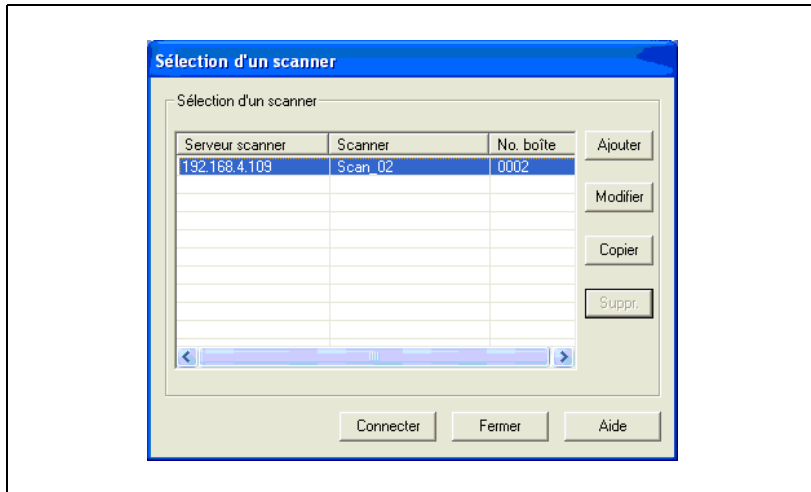 Sélection d'un scanner
Sélection d'un scanner
Serveur scanner Scanner No. boîte
192.168.4.109 Scan_02 0002
Ajouter
Modifier
Copier
Suppr.
Connecter Fermer Aide